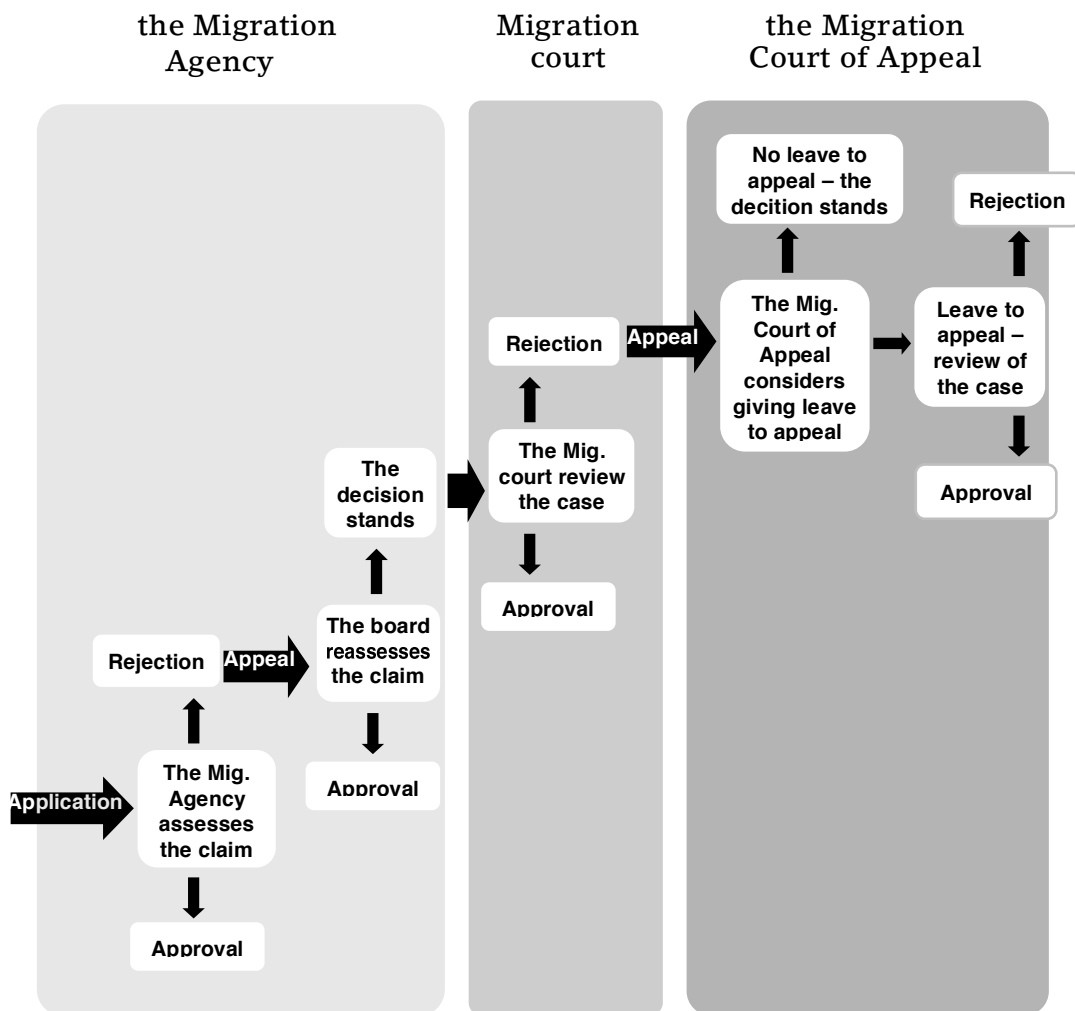 the Migration
Agency
Migration
court
the Migration
Court of Appeal
No leave to
appeal – the
decition stands
Rejection
The Mig.
Court of
Appeal
considers
giving leave
to appeal
Leave to
appeal –
review of
the case
Approval
Rejection
Appeal
The Mig.
court review
the case
Approval
The
decision
stands
The board
reassesses
the claim
Approval
Rejection
Appeal
Application
The Mig.
Agency
assesses
the claim
Approval